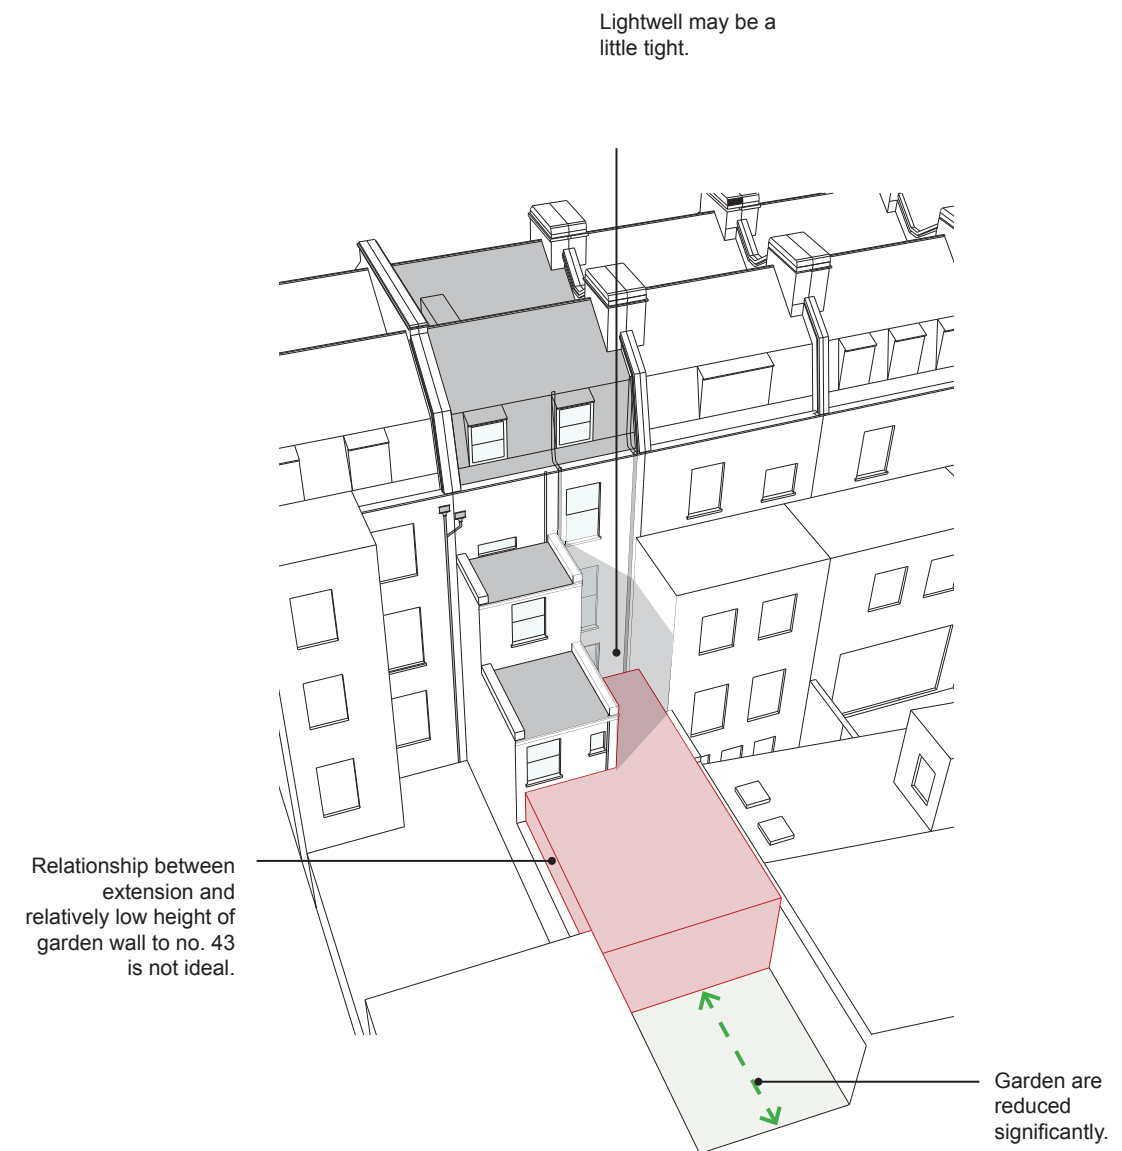 Lightwell may be a
little tight.
Relationship between
extension and
relatively low height of
garden wall to no. 43
is not ideal.
Garden are
reduced
significantly.